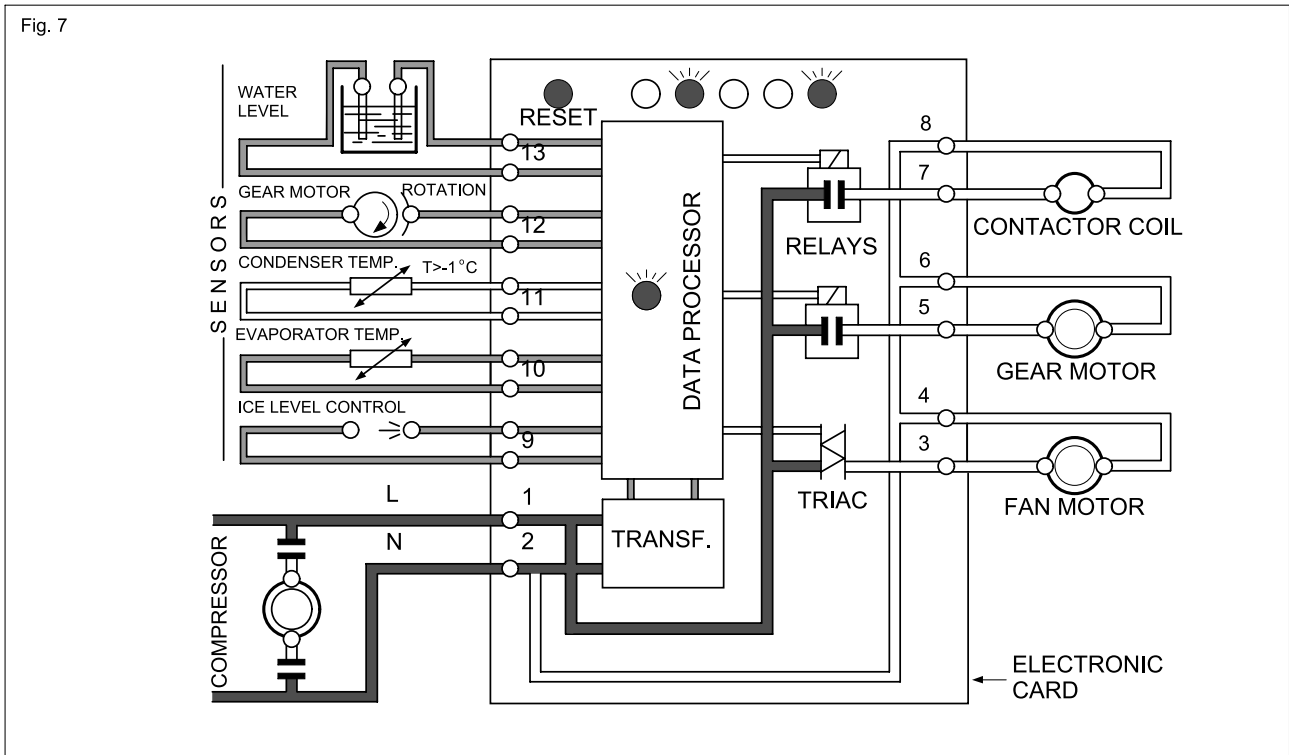 Fig. 7
WATER
LEVEL
RESET
13
GEAR MOTOR
ROTATION
12
CONDENSER TEMP.
T>-1°C
11
EVAPORATOR TEMP.
10
ICE LEVEL CONTROL
9
SENSORS
DATA PROCESSOR
8
7
CONTACTOR COIL
RELAYS
6
5
GEAR MOTOR
4
3
TRIAC
FAN MOTOR
L
1
N
2
TRANSF.
COMPRESSOR
ELECTRONIC
CARD